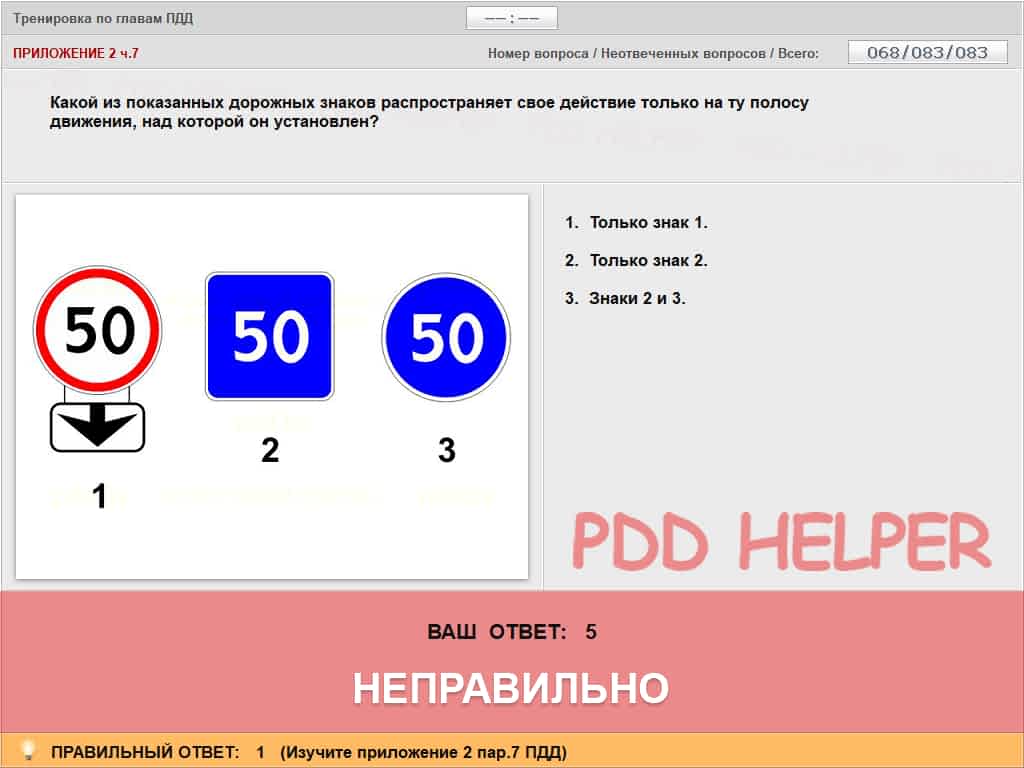 Тренировка по главам ПДД
—— : ——
ПРИЛОЖЕНИЕ 2 ч.7
Номер вопроса / Неотвеченных вопросов / Всего:
068/083/083
Какой из показанных дорожных знаков распространяет свое действие только на ту полосу
движения, над которой он установлен?
50
50
50
1
2
3
1. Только знак 1.
2. Только знак 2.
3. Знаки 2 и 3.
PDD HELPER
ВАШ ОТВЕТ: 5
НЕПРАВИЛЬНО
ПРАВИЛЬНЫЙ ОТВЕТ: 1 (Изучите приложение 2 пар.7 ПДД)